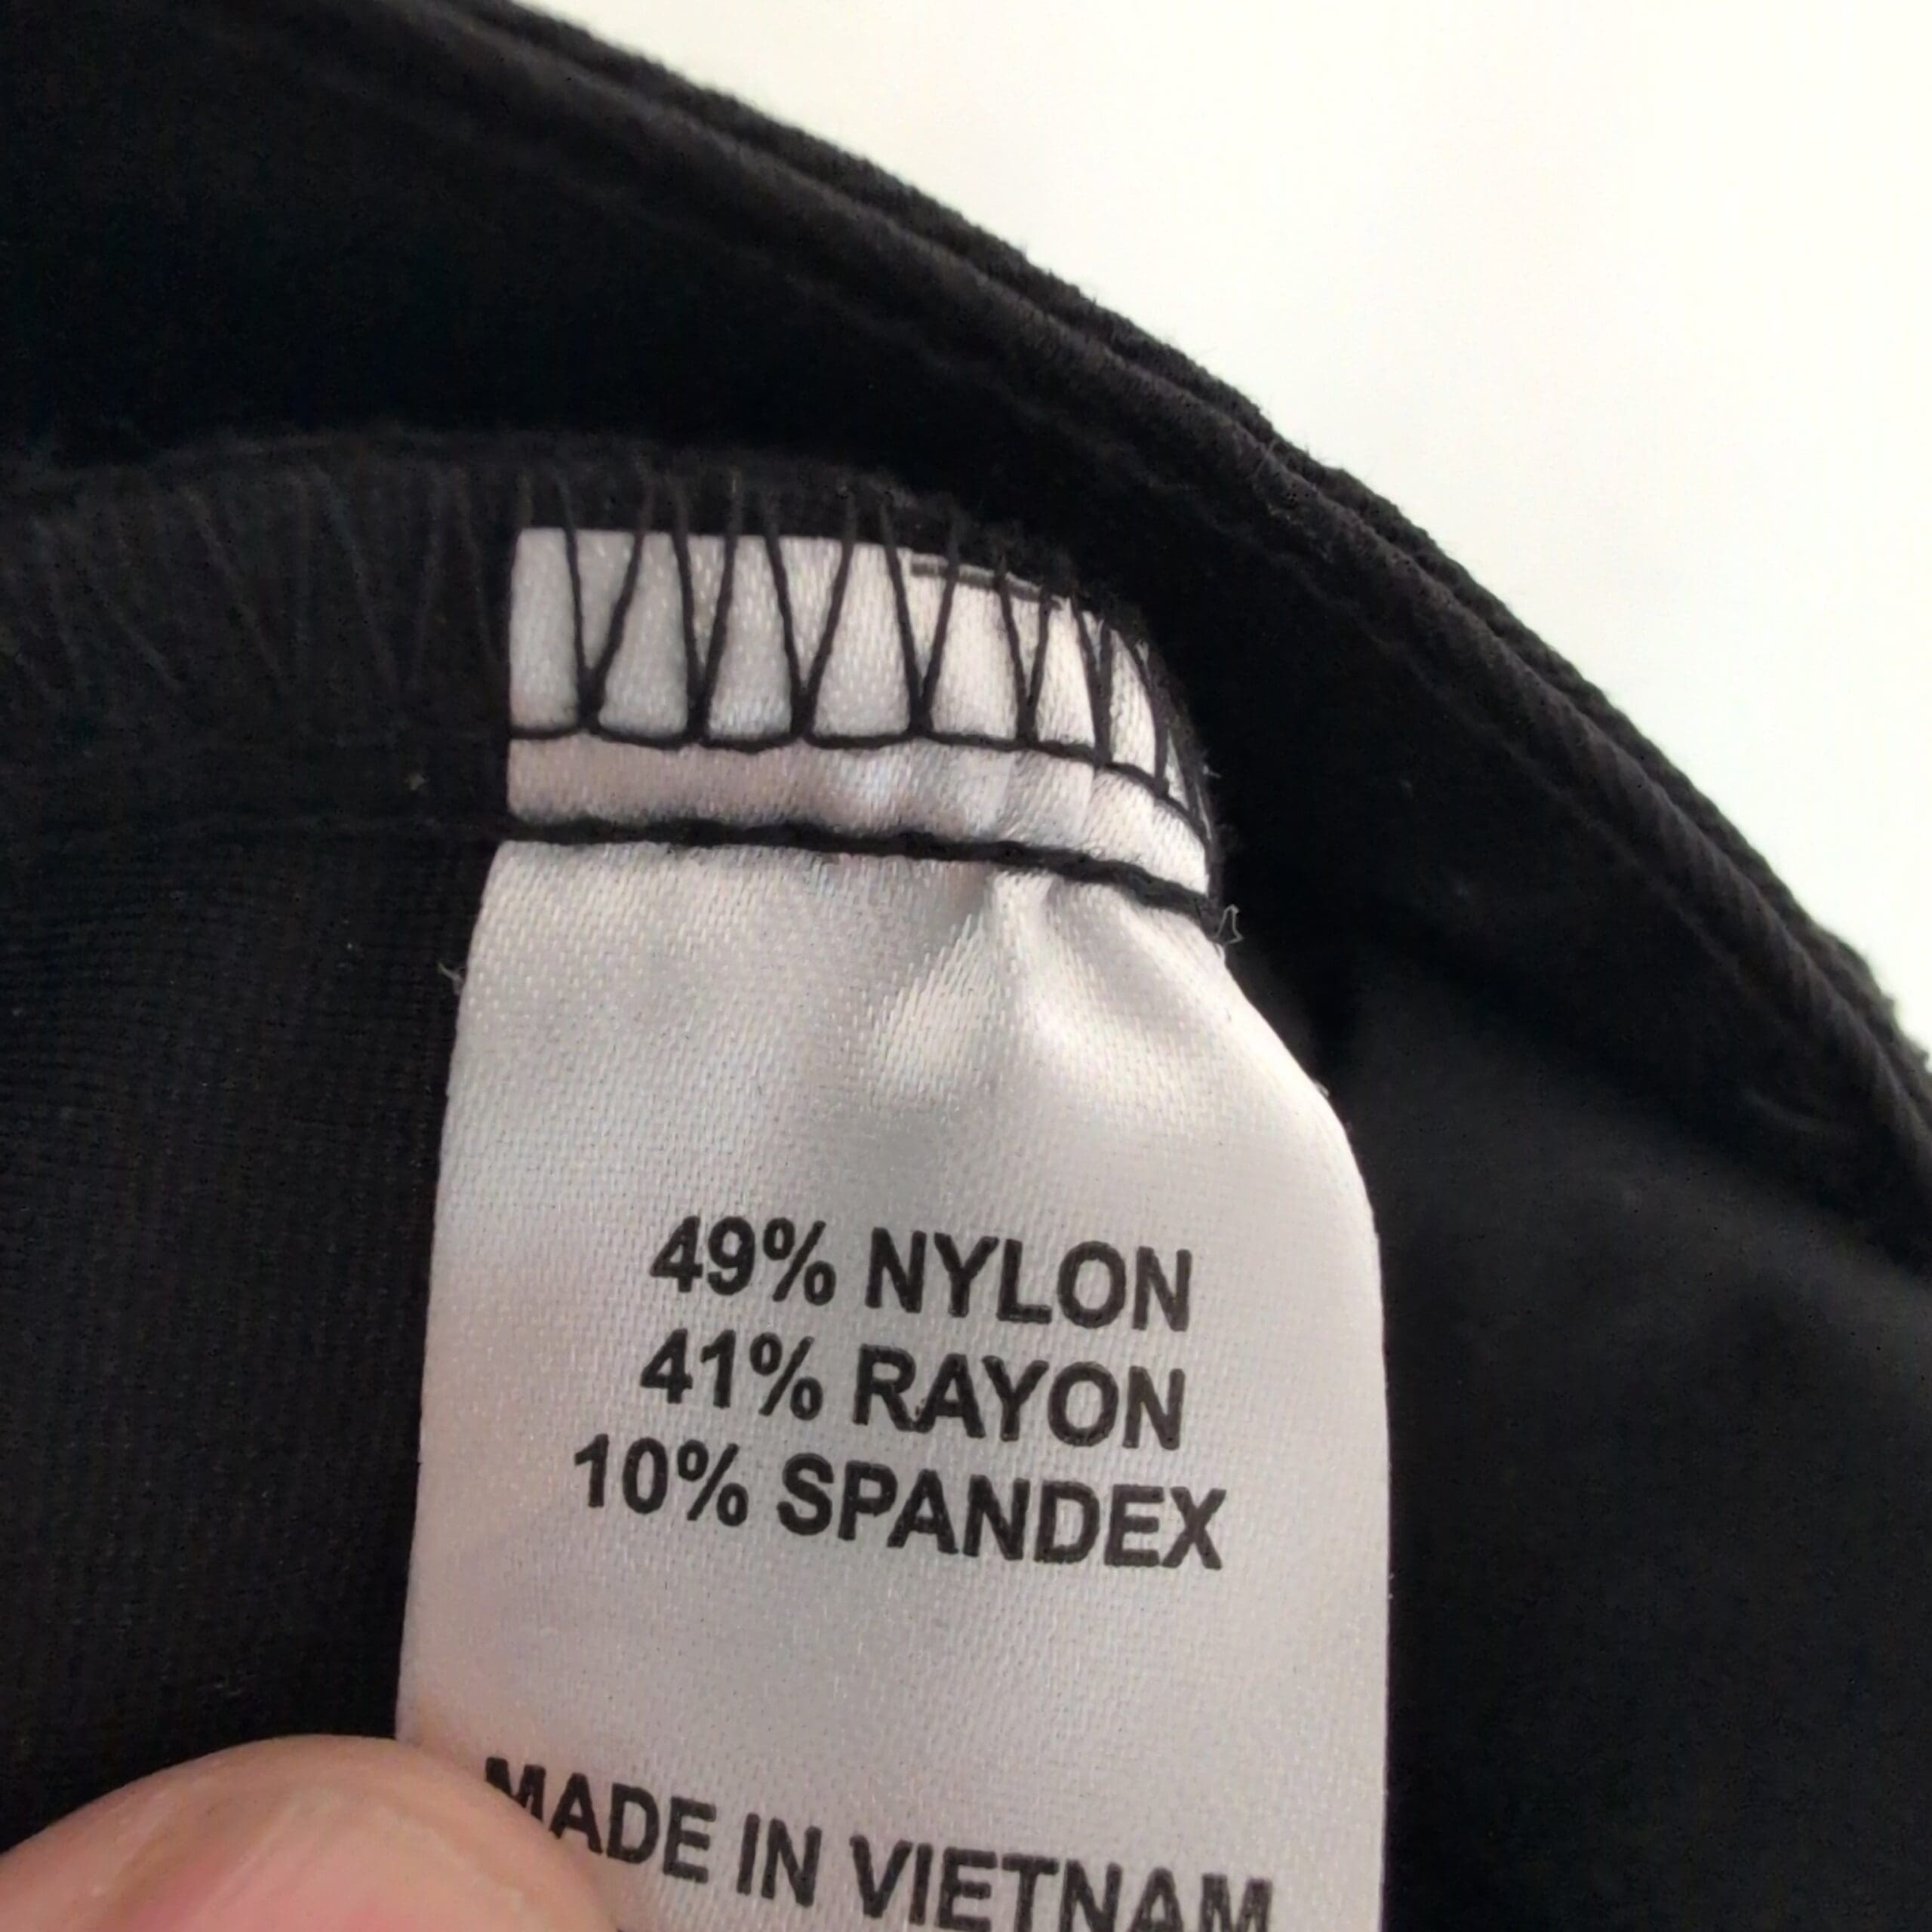 49% NYLON
41% RAYON
10% SPANDEX
MADE IN VIETNAM